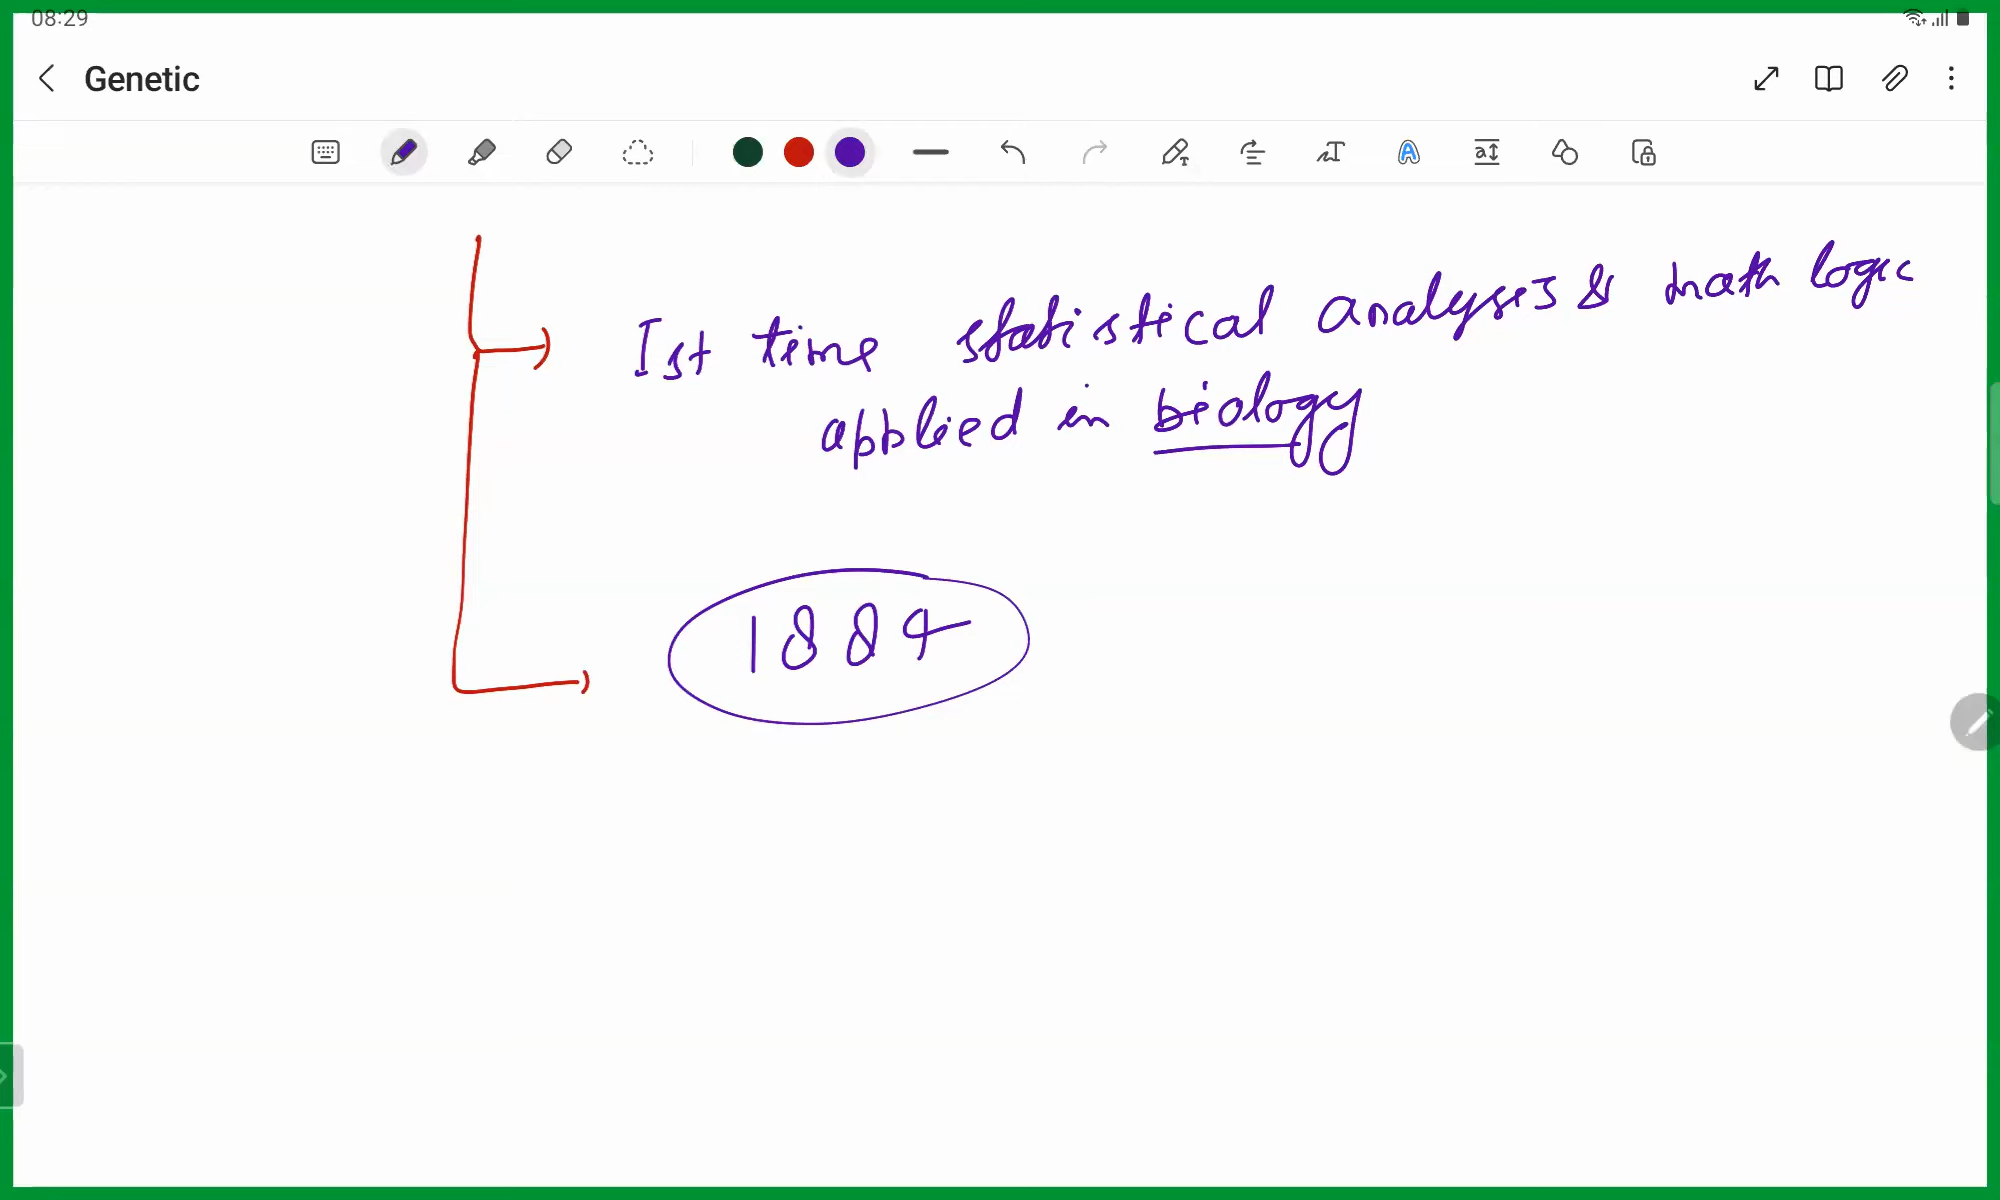 08:29
Genetic
Ist time statistical analysis & math logic
applied in biology
1884